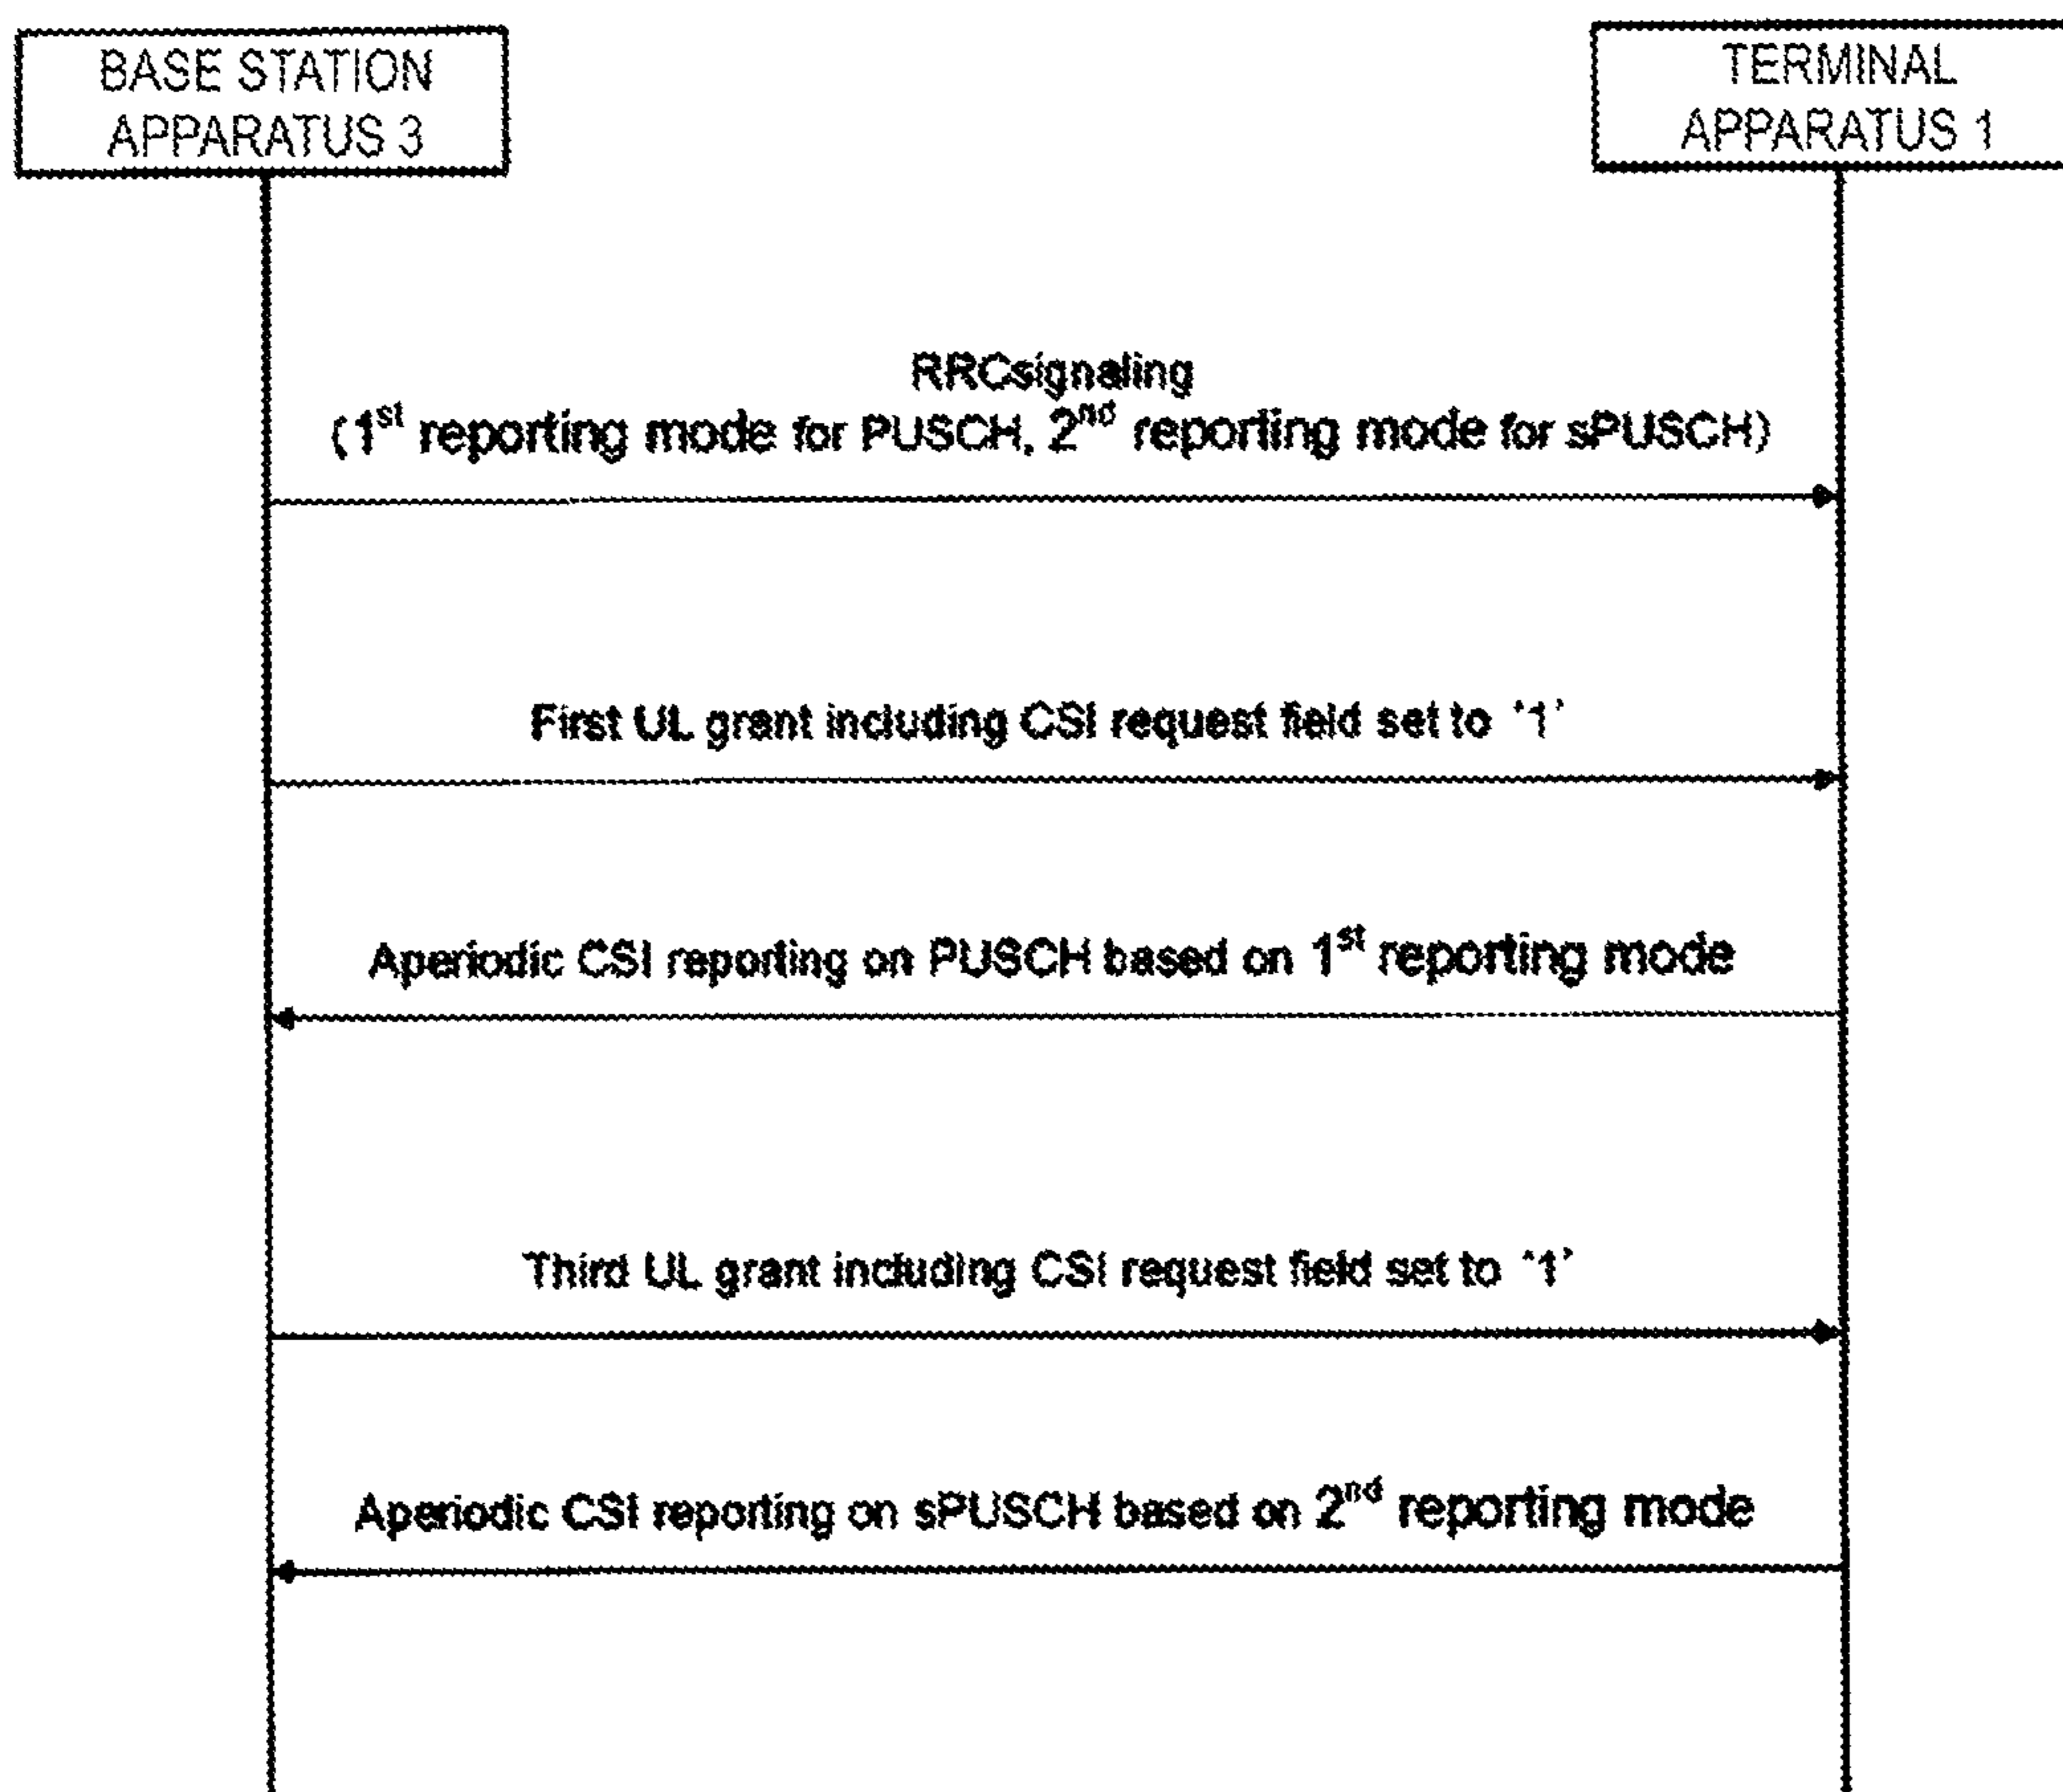 BASE STATION
APPARATUS 3
TERMINAL
APPARATUS 1
RRCsignaling
(1st reporting mode for PUSCH, 2nd reporting mode for sPUSCH)
First UL grant including CSI request field set to ‘1’
Aperiodic CSI reporting on PUSCH based on 1st reporting mode
Third UL grant including CSI request field set to ‘1’
Aperiodic CSI reporting on sPUSCH based on 2nd reporting mode